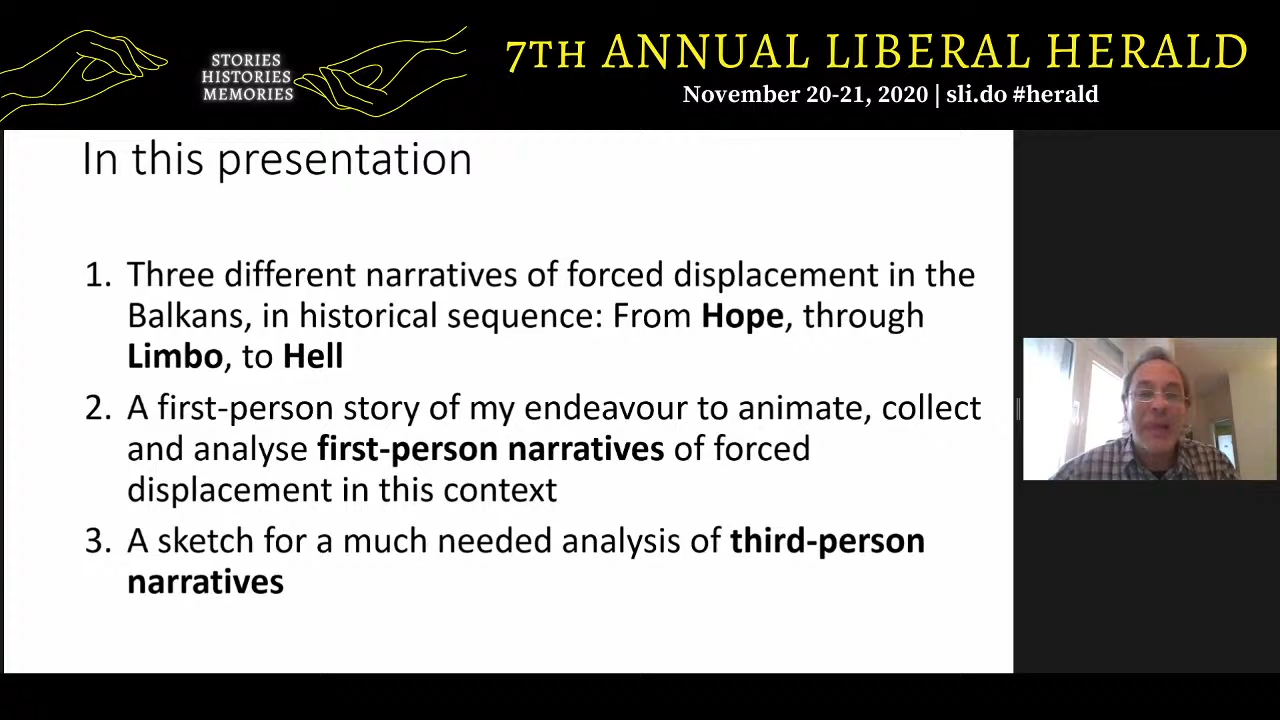 STORIES
HISTORIES
MEMORIES
7TH ANNUAL LIBERAL HERALD
November 20-21, 2020 | sli.do #herald
In this presentation
1. Three different narratives of forced displacement in the
Balkans, in historical sequence: From Hope, through
Limbo, to Hell
2. A first-person story of my endeavour to animate, collect
and analyse first-person narratives of forced
displacement in this context
3. A sketch for a much needed analysis of third-person
narratives